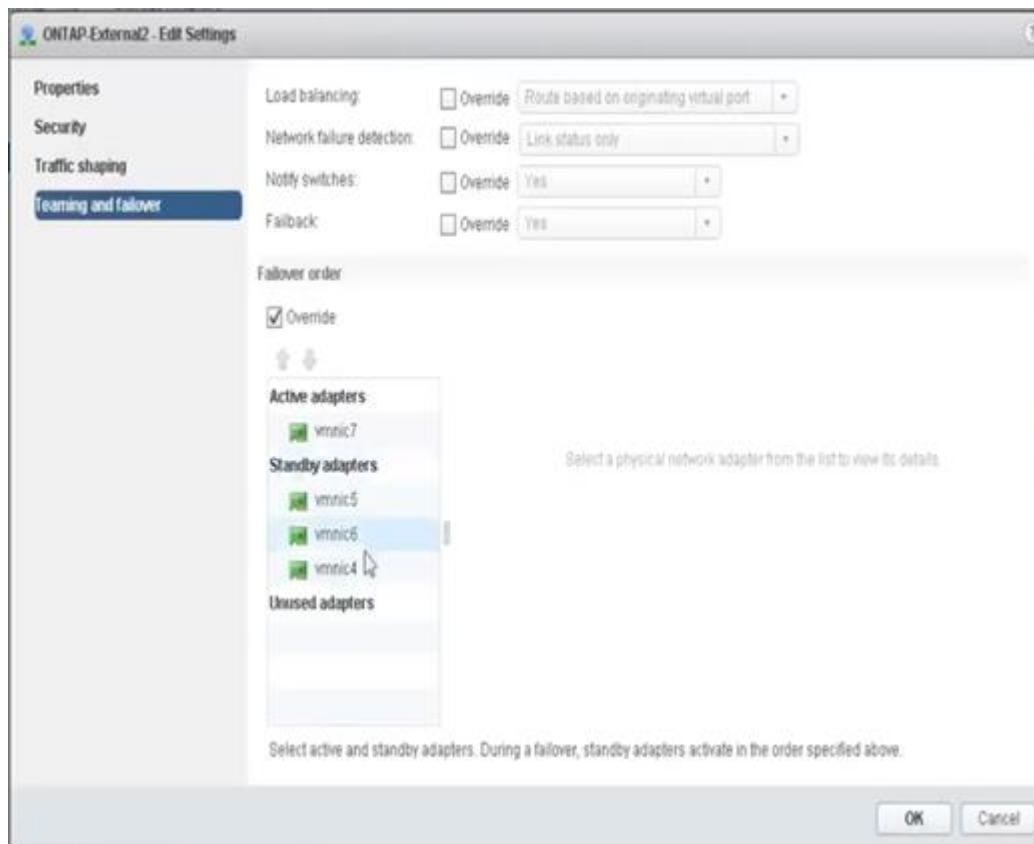 ONTAP-External2 - Edit Settings
Properties
Security
Traffic shaping
Teaming and failover
Load balancing: Override Route based on originating virtual port
Network failure detection: Override Link status only
Notify switches: Override Yes
Failback: Override Yes
Failover order
Override
Active adapters
vmnic7
Standby adapters
vmnic5
vmnic6
vmnic4
Unused adapters
Select a physical network adapter from the list to view its details.
Select active and standby adapters. During a failover, standby adapters activate in the order specified above.
OK Cancel